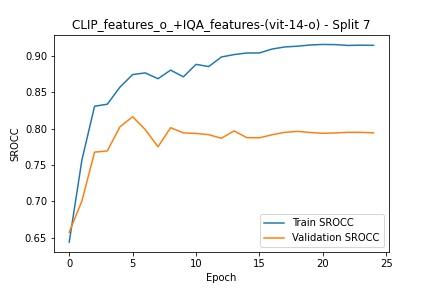 CLIP_features_o_+IQA_features-(vit-14-o) - Split 7
SROCC
0.90
0.85
0.80
0.75
0.70
0.65
0 5 10 15 20 25
Epoch
Train SROCC
Validation SROCC